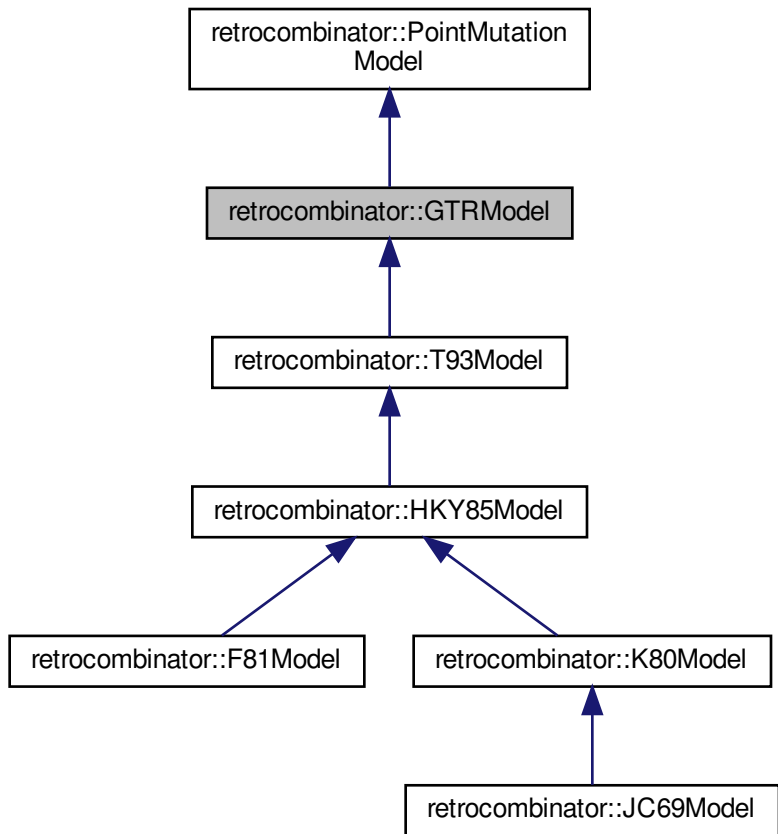 retrocombinator::PointMutation
Model
retrocombinator::GTRModel
retrocombinator::T93Model
retrocombinator::HKY85Model
retrocombinator::F81Model
retrocombinator::K80Model
retrocombinator::JC69Model